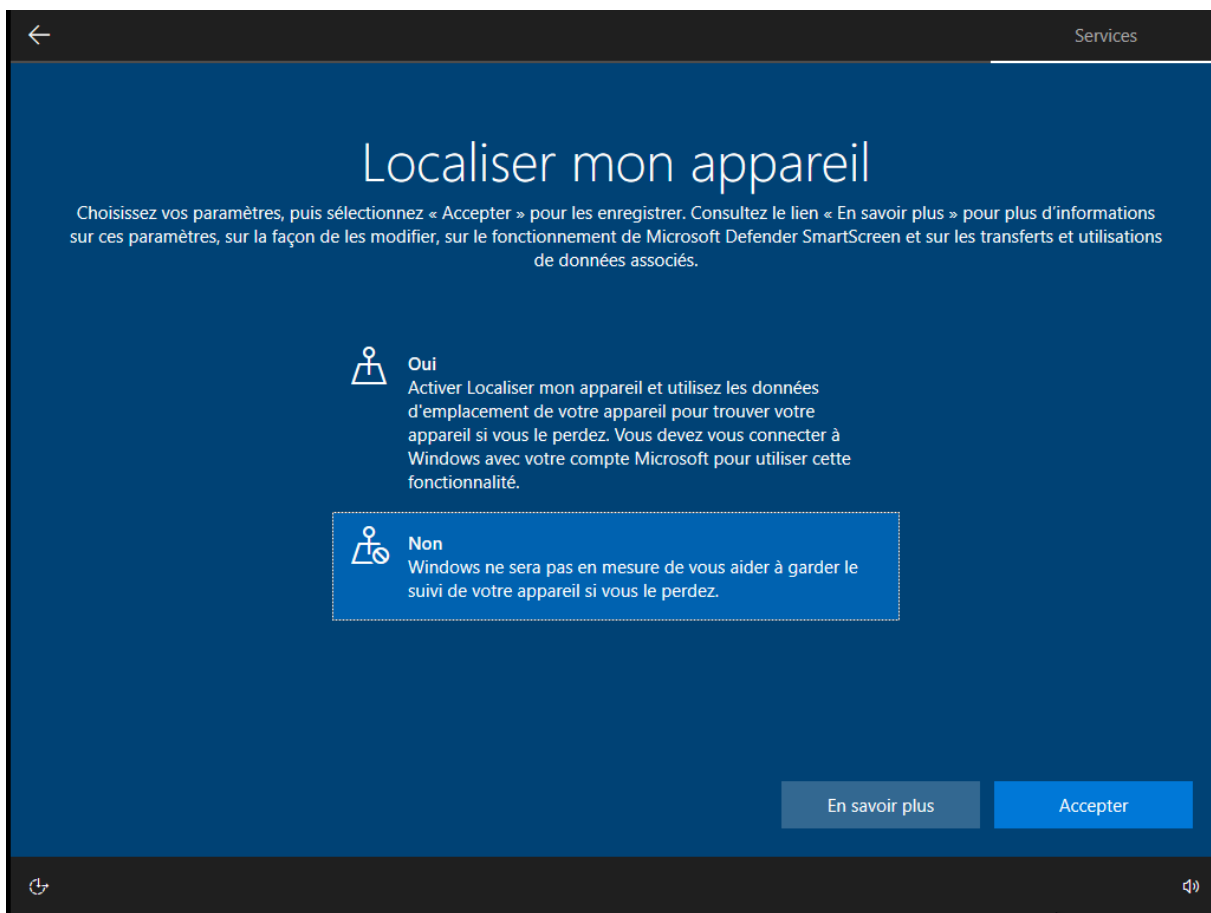 Services
Localiser mon appareil
Choisissez vos paramètres, puis sélectionnez « Accepter » pour les enregistrer. Consultez le lien « En savoir plus » pour plus d'informations
sur ces paramètres, sur la façon de les modifier, sur le fonctionnement de Microsoft Defender SmartScreen et sur les transferts et utilisations
de données associés.
Oui
Activer Localiser mon appareil et utilisez les données
d'emplacement de votre appareil pour trouver votre
appareil si vous le perdez. Vous devez vous connecter à
Windows avec votre compte Microsoft pour utiliser cette
fonctionnalité.
Non
Windows ne sera pas en mesure de vous aider à garder le
suivi de votre appareil si vous le perdez.
En savoir plus
Accepter